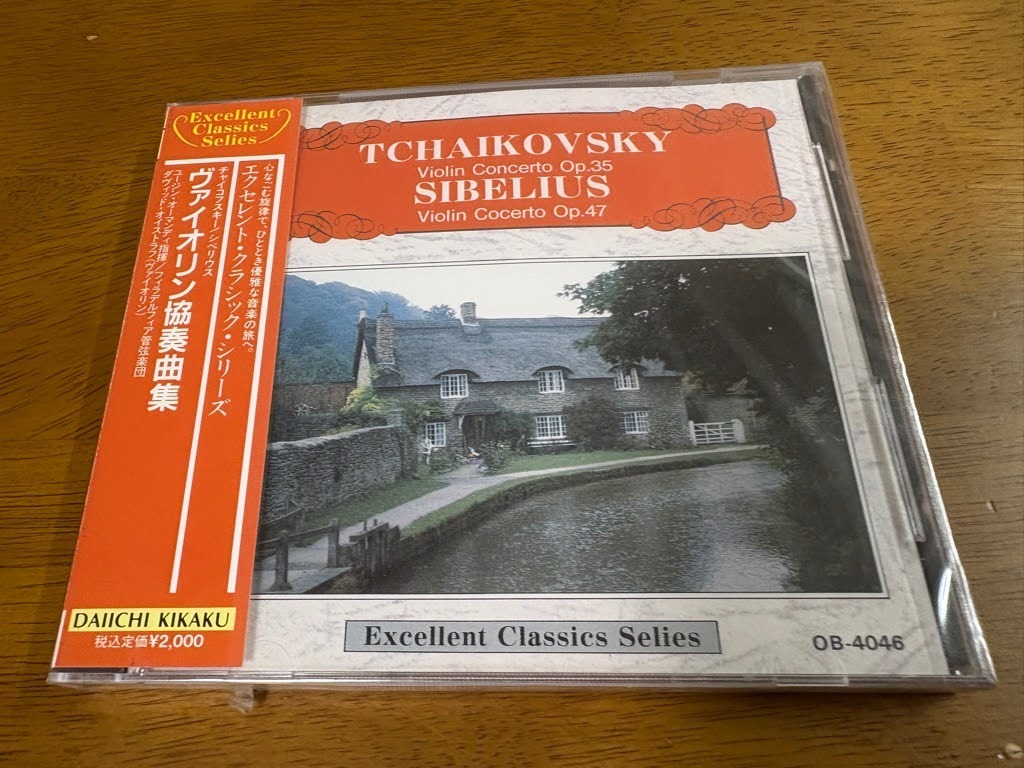 Excellent
Classics
Selies
心なごむ旋律で、ひととき優雅な音楽の旅へ。
エクセレント・クラシック・シリーズ
チャイコフスキー/シベリウス
ヴァイオリン協奏曲集
ユージン・オーマンディ指揮/フィラデルフィア管弦楽団
ダヴィッド・オイストラフ(ヴァイオリン)
DAIICHI KIKAKU
税込定価¥2,000
TCHAIKOVSKY
Violin Concerto Op.35
SIBELIUS
Violin Cocerto Op.47
Excellent Classics Selies
OB-4046